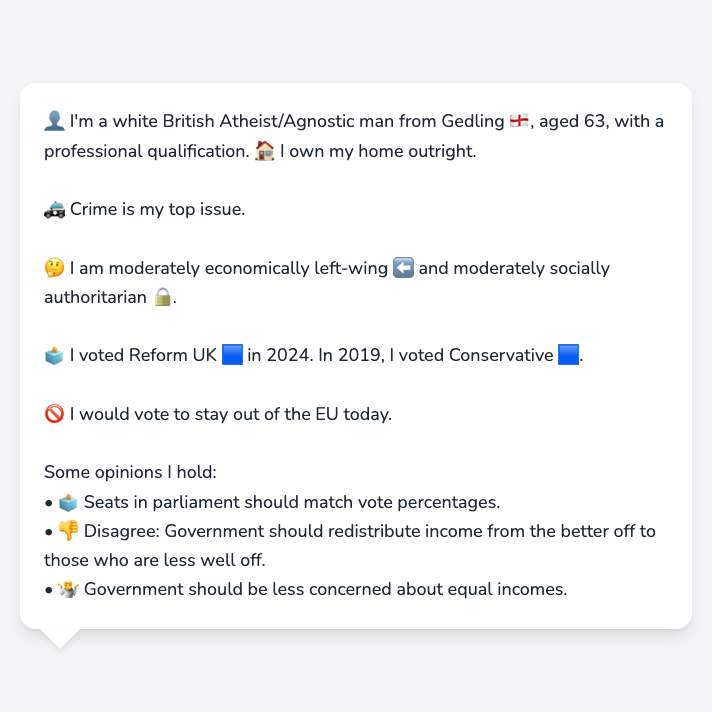 👤 I'm a white British Atheist/Agnostic man from Gedling 🏴󠁧󠁢󠁥󠁮󠁧󠁿, aged 63, with a
professional qualification. 🏠 I own my home outright.
🚓 Crime is my top issue.
🤔 I am moderately economically left-wing ⬅️ and moderately socially
authoritarian 🔒.
🗳️ I voted Reform UK 🟦 in 2024. In 2019, I voted Conservative 🟦.
🚫 I would vote to stay out of the EU today.
Some opinions I hold:
• 🗳️ Seats in parliament should match vote percentages.
• 👎 Disagree: Government should redistribute income from the better off to
those who are less well off.
• 🤷 Government should be less concerned about equal incomes.